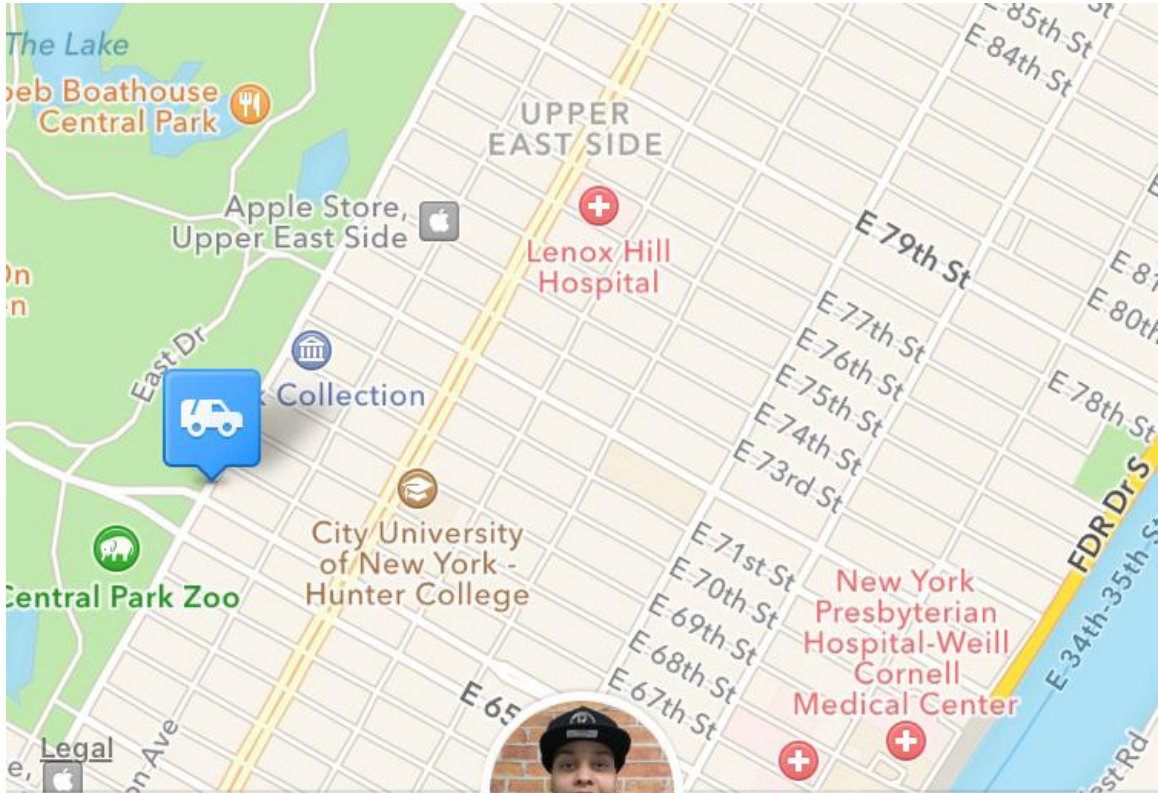 The Lake
oeb Boathouse
Central Park
UPPER
EAST SIDE
85th St
E 84th St
Apple Store,
Upper East Side
Lenox Hill
Hospital
E 79th St
E 81
E 80th
On
n
East Dr
k Collection
E 77th St
E 76th St
E 75th St
E 74th St
E 73rd St
E 78th St
FDR Dr S
City University
of New York -
Hunter College
Central Park Zoo
E 71st St
E 70th St
E 69th St
E 68th St
E 67th St
E 65
New York
Presbyterian
Hospital-Weill
Cornell
Medical Center
E 34th-35th St
Legal
e,
on Ave
est Rd